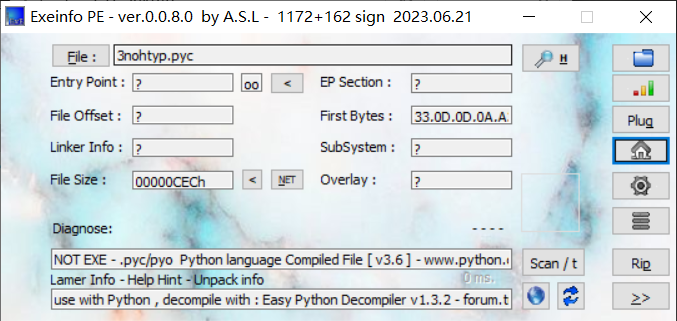 Exeinfo PE - ver.0.0.8.0  by A.S.L -  1172+162 sign  2023.06.21
File : 3nohtyp.pyc H
Entry Point : ? oo < EP Section : ?
File Offset : ? First Bytes : 33.0D.0D.0A.A Plug
Linker Info : ? SubSystem : ?
File Size : 00000CECh < NET Overlay : ?
Diagnose: - - - -
NOT EXE - .pyc/pyo  Python language Compiled File [ v3.6 ] - www.python. Scan / t Rip
Lamer Info - Help Hint - Unpack info 0 ms.
use with Python , decompile with : Easy Python Decompiler v1.3.2 - forum.t >>